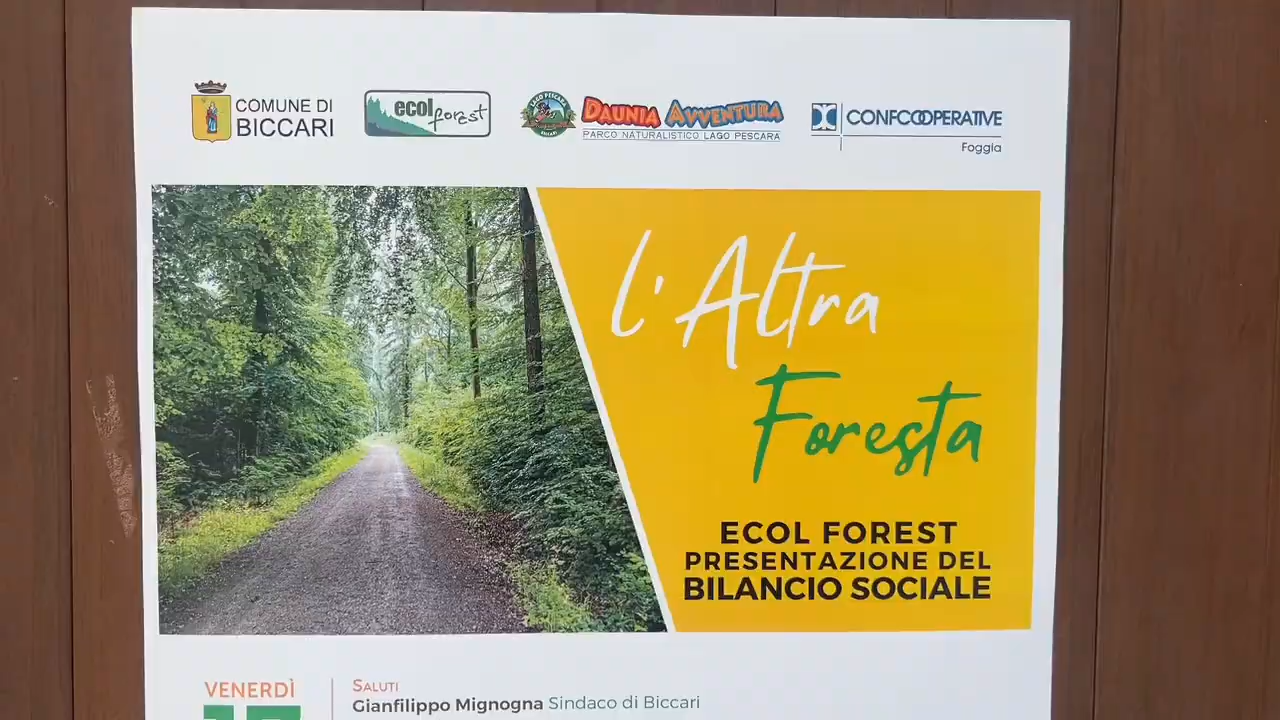 COMUNE DI
BICCARI
ecol
forest
LAGO PESCARA
BICCARI
DAUNIA AVVENTURA
PARCO NATURALISTICO LAGO PESCARA
CONFCOOPERATIVE
Foggia
l'Altra
Foresta
ECOL FOREST
PRESENTAZIONE DEL
BILANCIO SOCIALE
VENERDÌ
SALUTI
Gianfilippo Mignogna Sindaco di Biccari